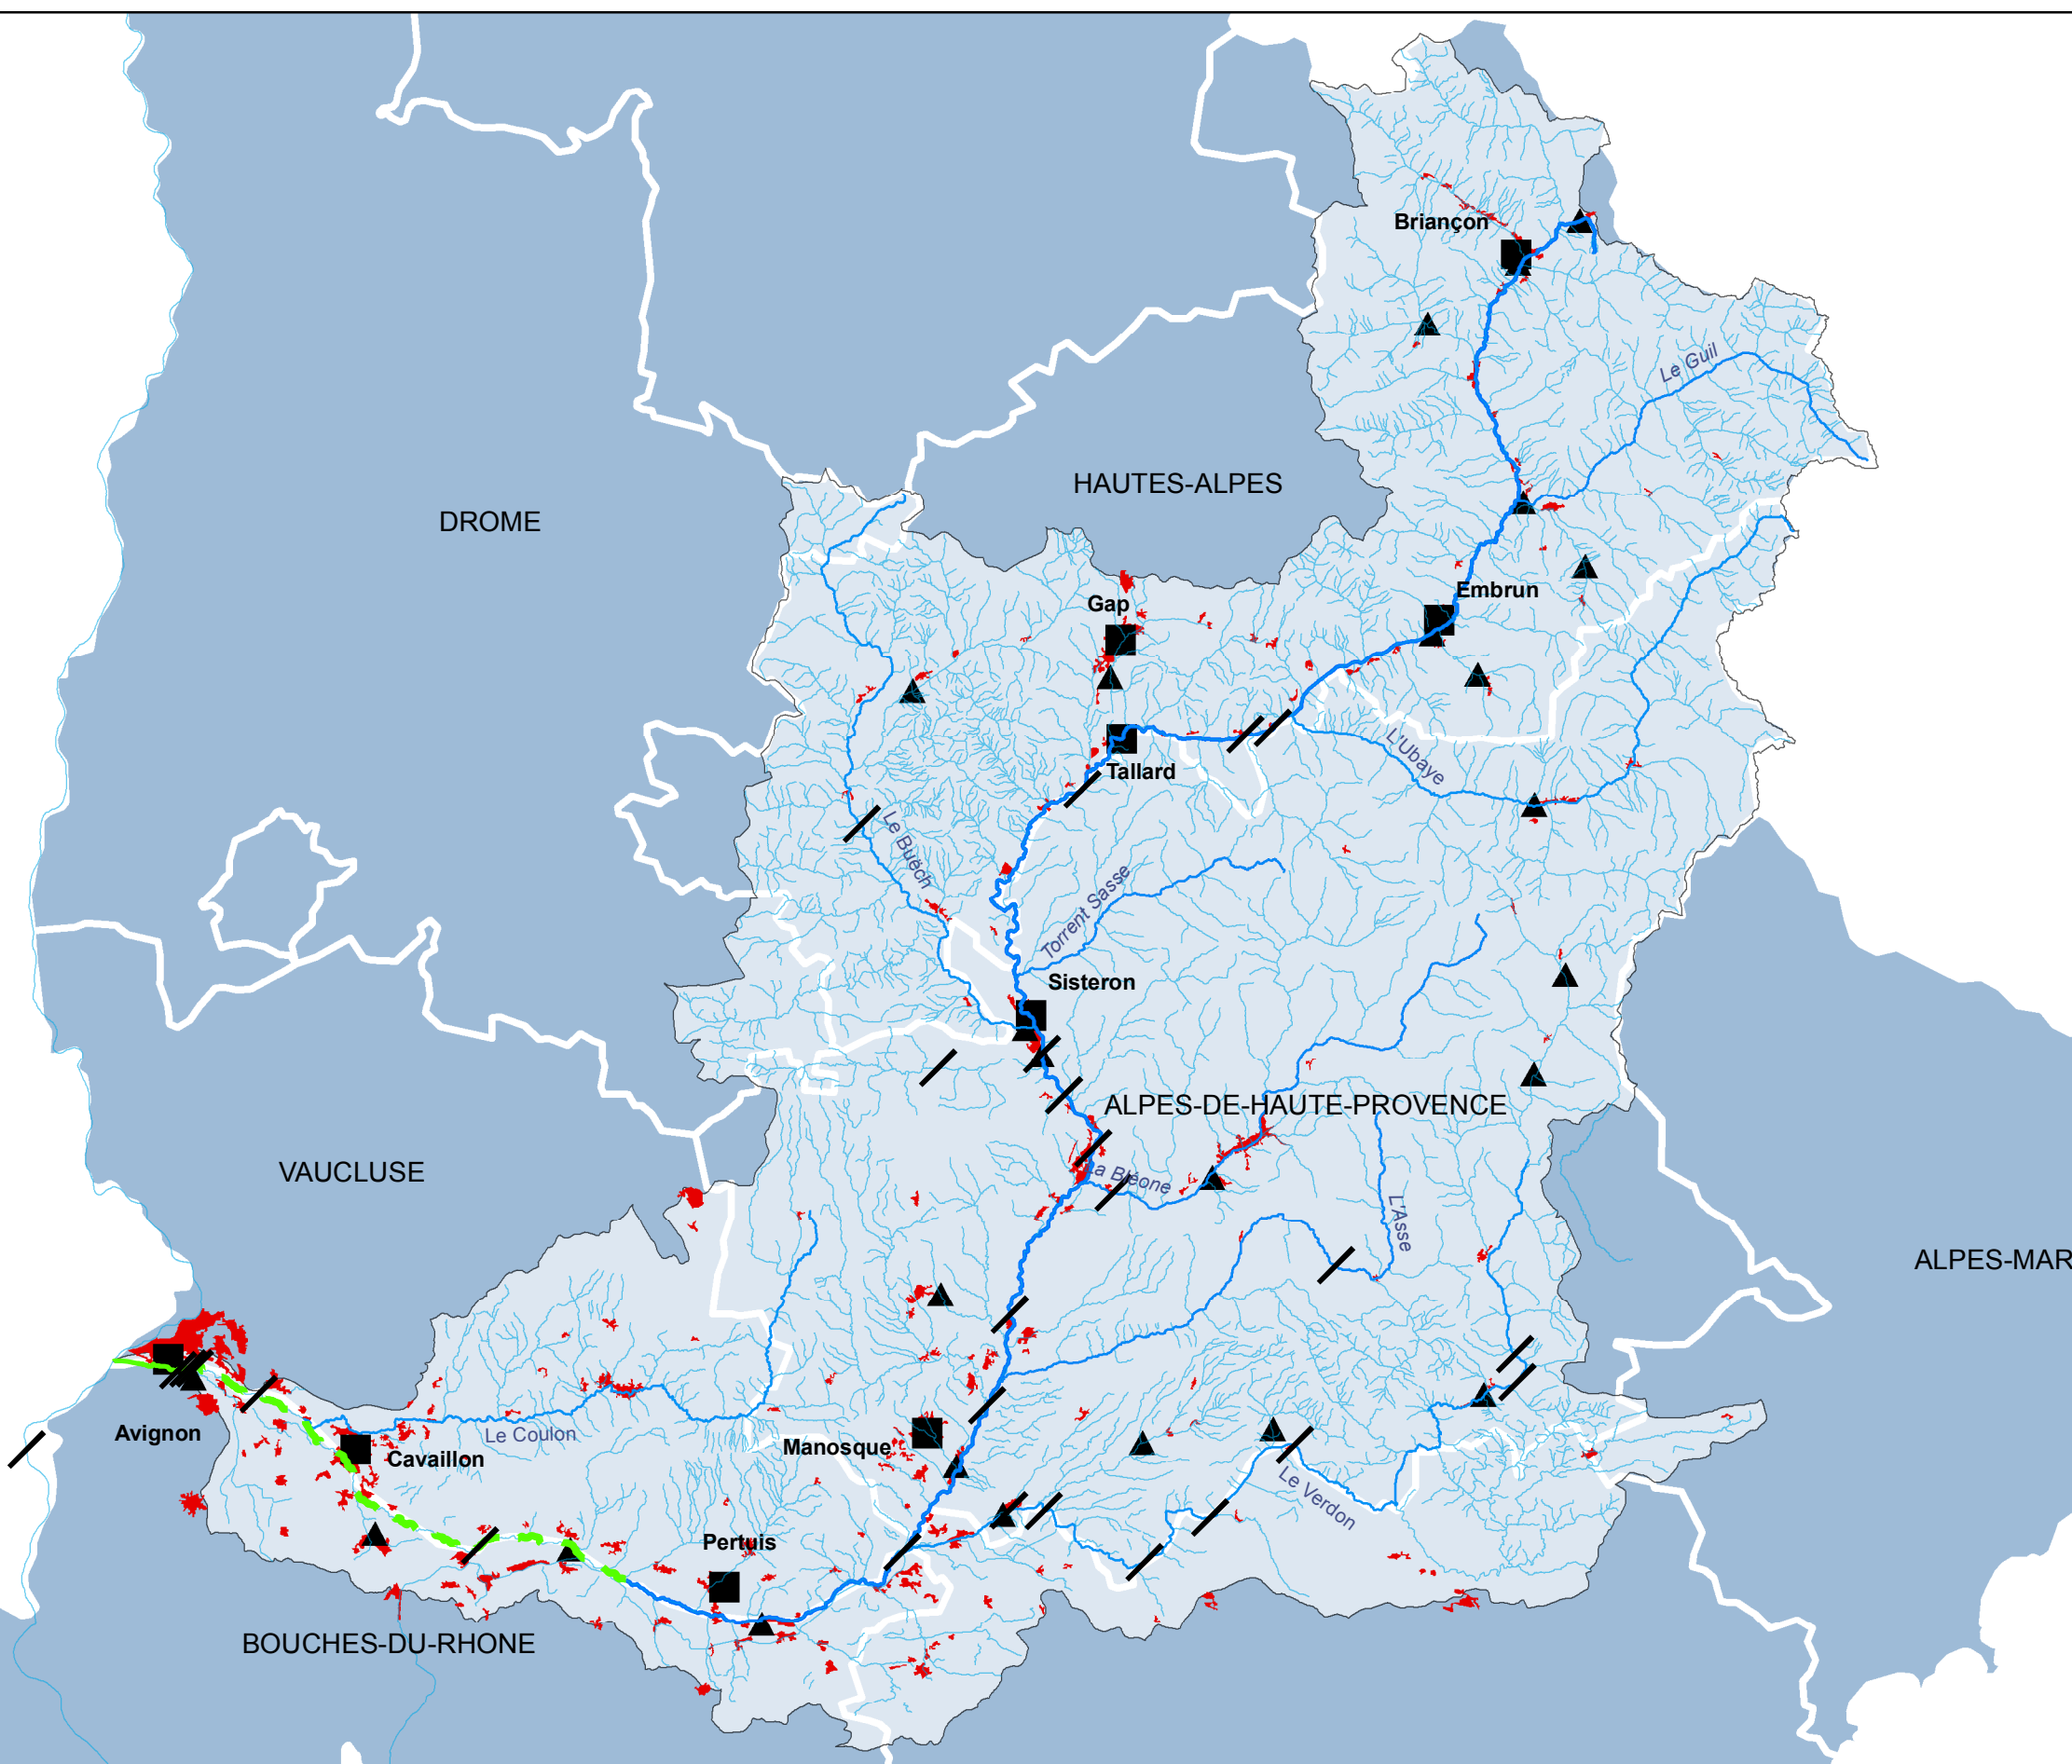 Briançon
Le Guil
HAUTES-ALPES
DROME
Embrun
Gap
L'Ubaye
Tallard
Le Buëch
Torrent Sasse
Sisteron
ALPES-DE-HAUTE-PROVENCE
VAUCLUSE
La Bléone
L'Asse
ALPES-MAR
Avignon
Le Coulon
Manosque
Cavaillon
Le Verdon
Pertuis
BOUCHES-DU-RHONE